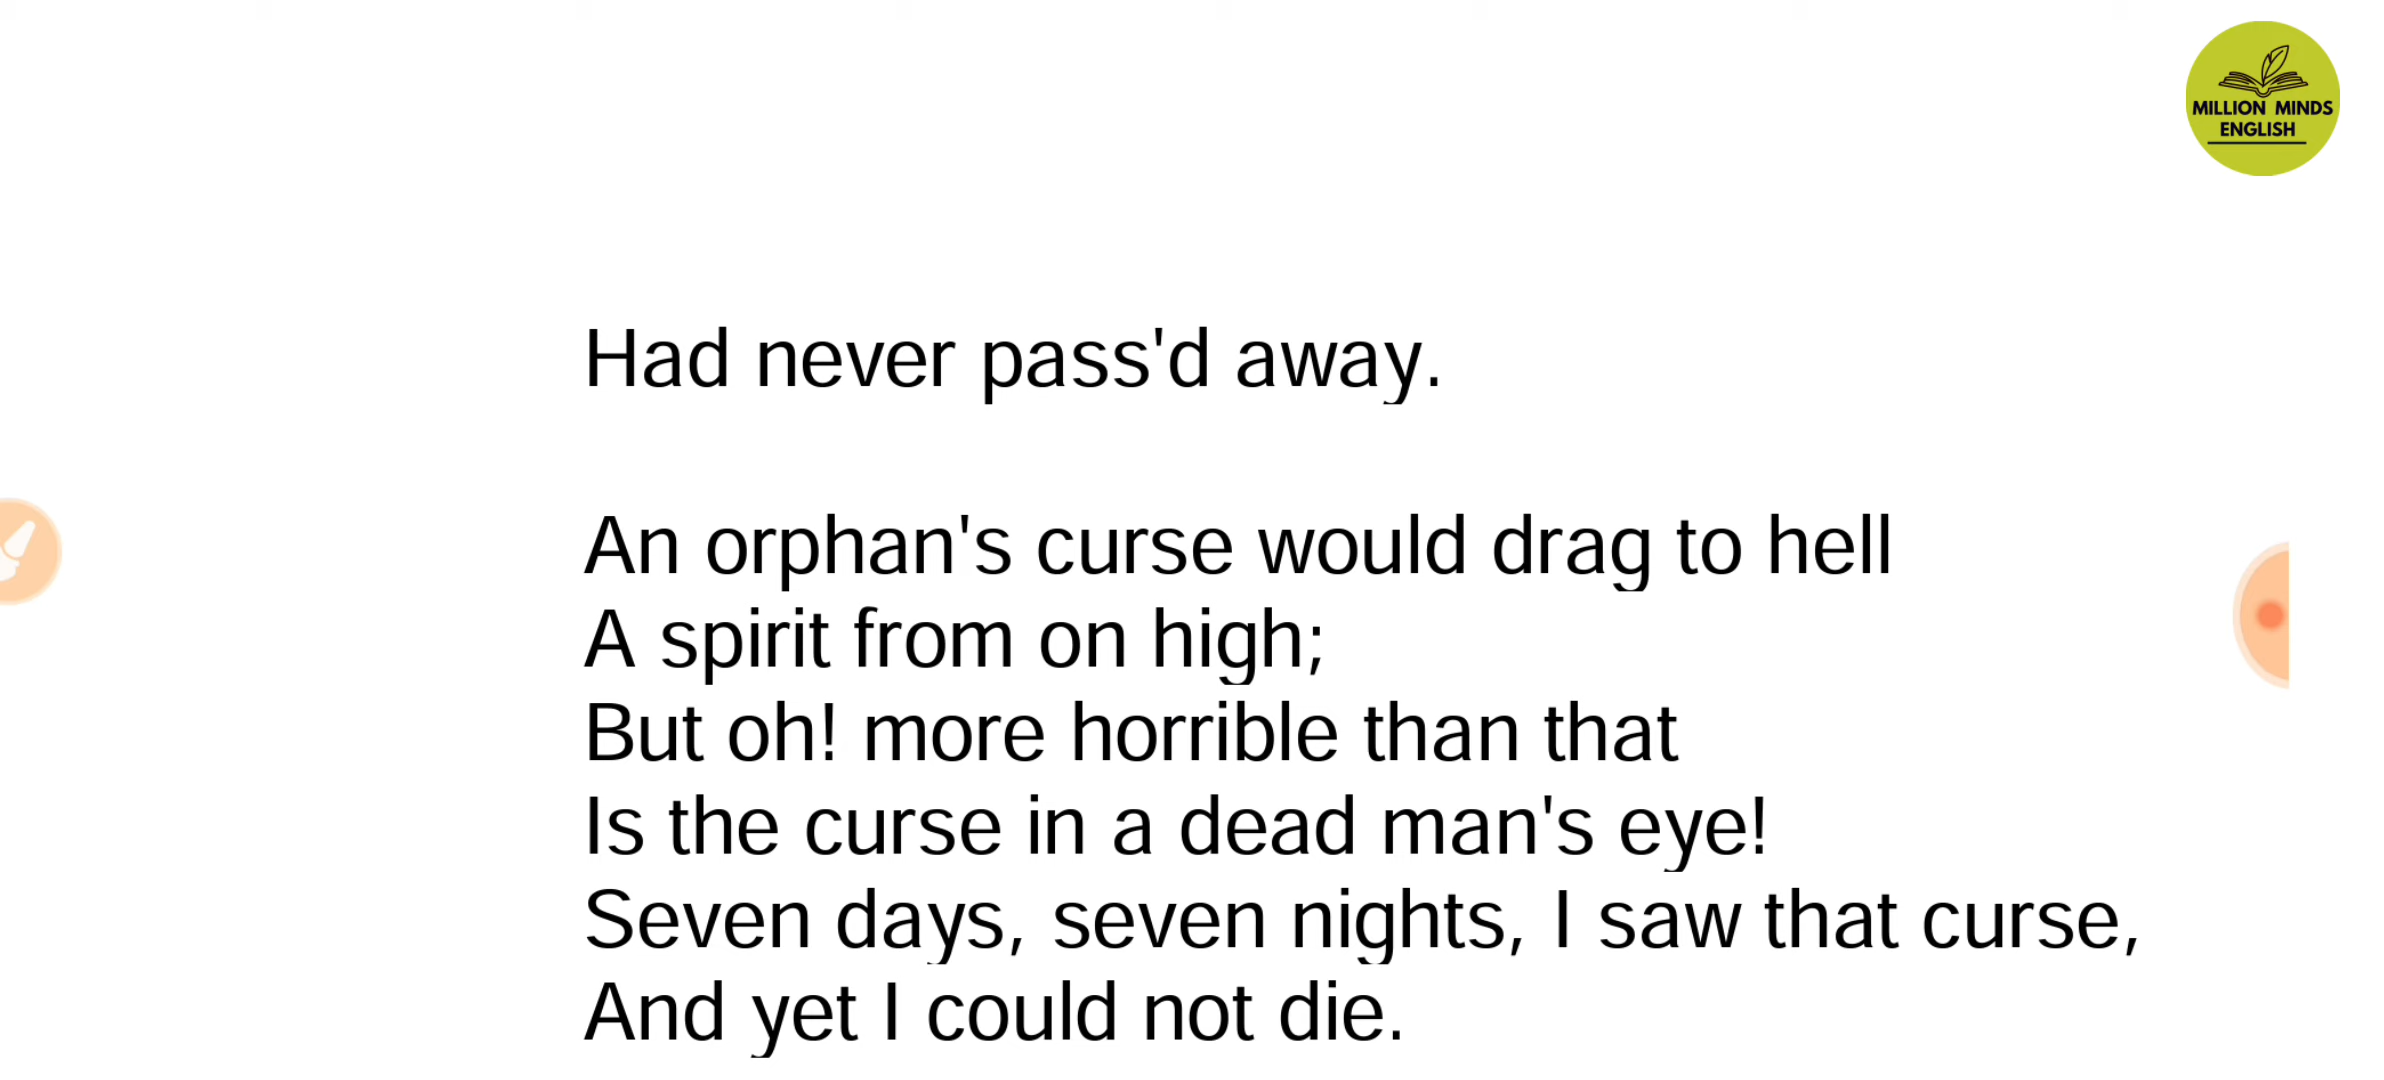 MILLION MINDS
ENGLISH
Had never pass'd away.
An orphan's curse would drag to hell
A spirit from on high;
But oh! more horrible than that
Is the curse in a dead man's eye!
Seven days, seven nights, I saw that curse,
And yet I could not die.